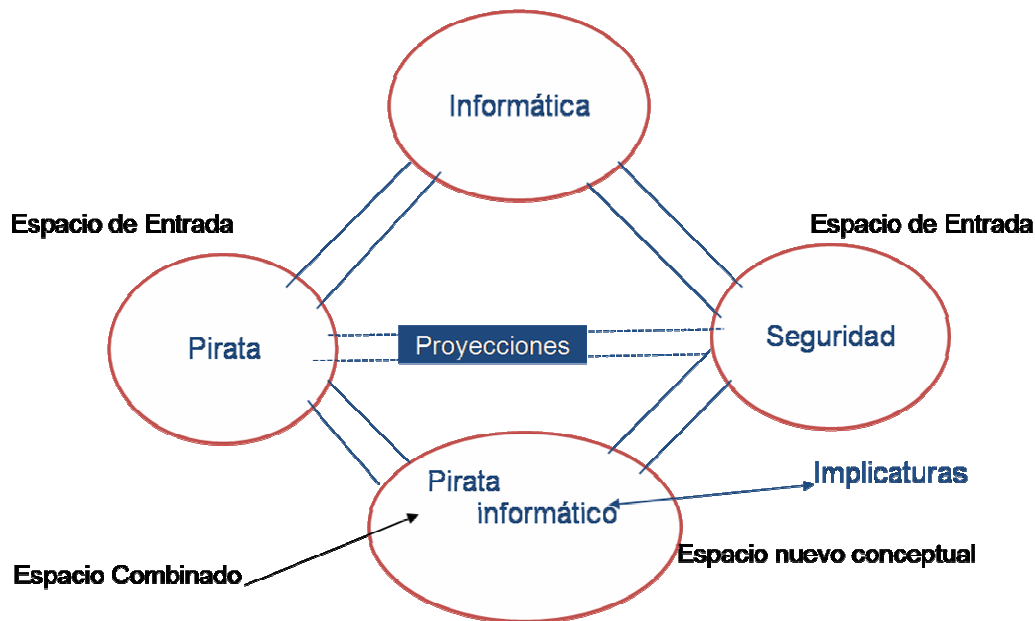 Informática
Espacio de Entrada
Espacio de Entrada
Pirata
Proyecciones
Seguridad
Pirata
informático
Implicaturas
Espacio Combinado
Espacio nuevo conceptual